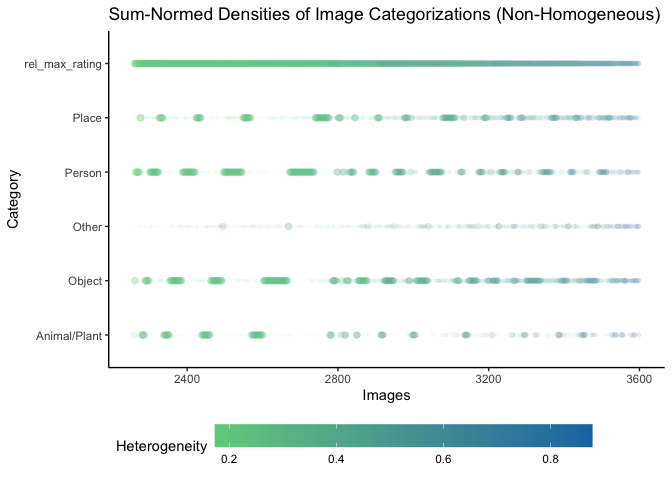 Sum-Normed Densities of Image Categorizations (Non-Homogeneous)
rel_max_rating
Place
Person
Other
Object
Animal/Plant
Category
2400 2800 3200 3600
Images
Heterogeneity
0.2 0.4 0.6 0.8